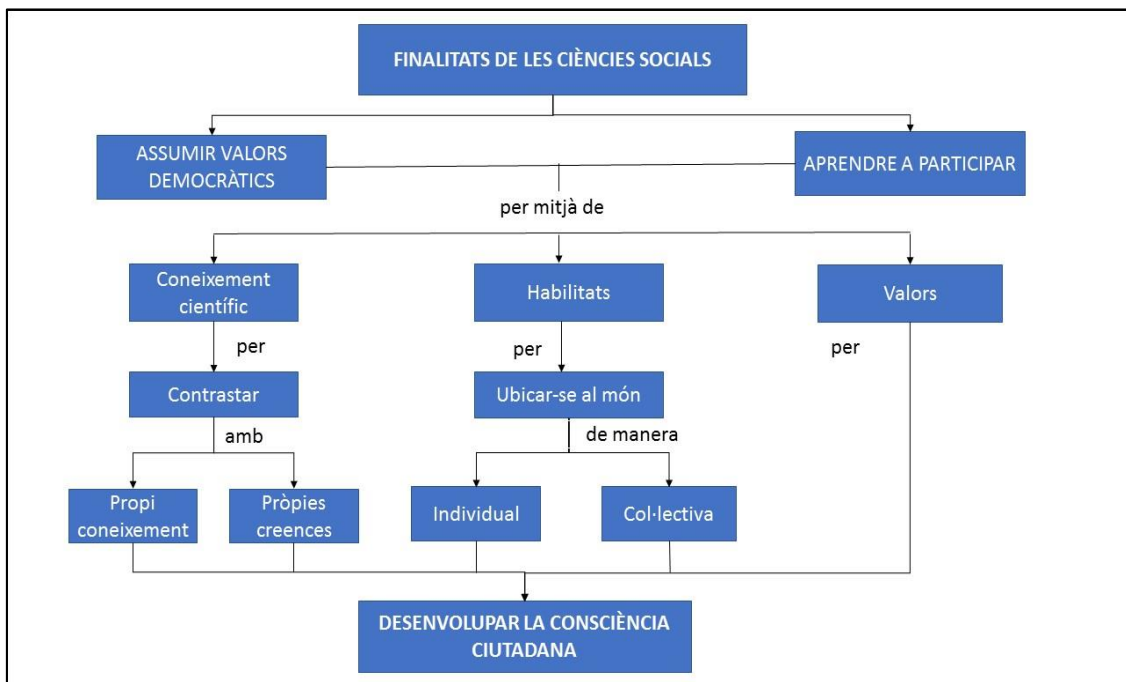 FINALITATS DE LES CIÈNCIES SOCIALS
ASSUMIR VALORS
DEMOCRÀTICS
APRENDRE A PARTICIPAR
per mitjà de
Coneixement
científic
Habilitats
Valors
per
per
per
Contrastar
Ubicar-se al món
amb
de manera
Propi
coneixement
Pròpies
creences
Individual
Col·lectiva
DESENVOLUPAR LA CONSCIÈNCIA
CIUTADANA